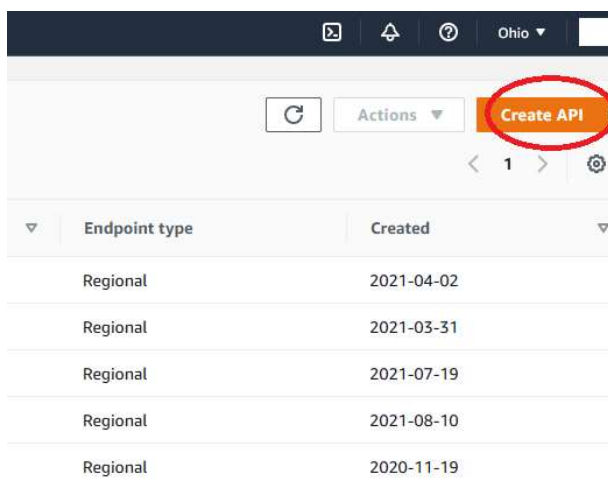 Ohio
Actions Create API
1
Endpoint type Created
Regional 2021-04-02
Regional 2021-03-31
Regional 2021-07-19
Regional 2021-08-10
Regional 2020-11-19